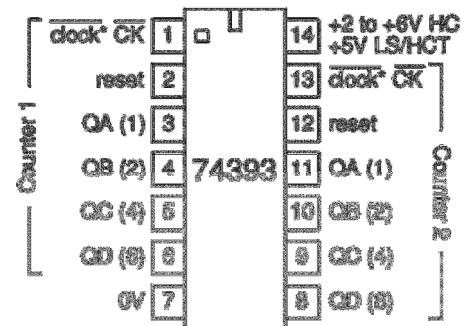 clock* CK 1
reset 2
QA (1) 3
QB (2) 4
QC (4) 5
QD (8) 6
0V 7
Counter 1
74393
14 +2 to +6V HC
+5V LS/HCT
13 clock* CK
12 reset
11 QA (1)
10 QB (2)
9 QC (4)
8 QD (8)
Counter 2